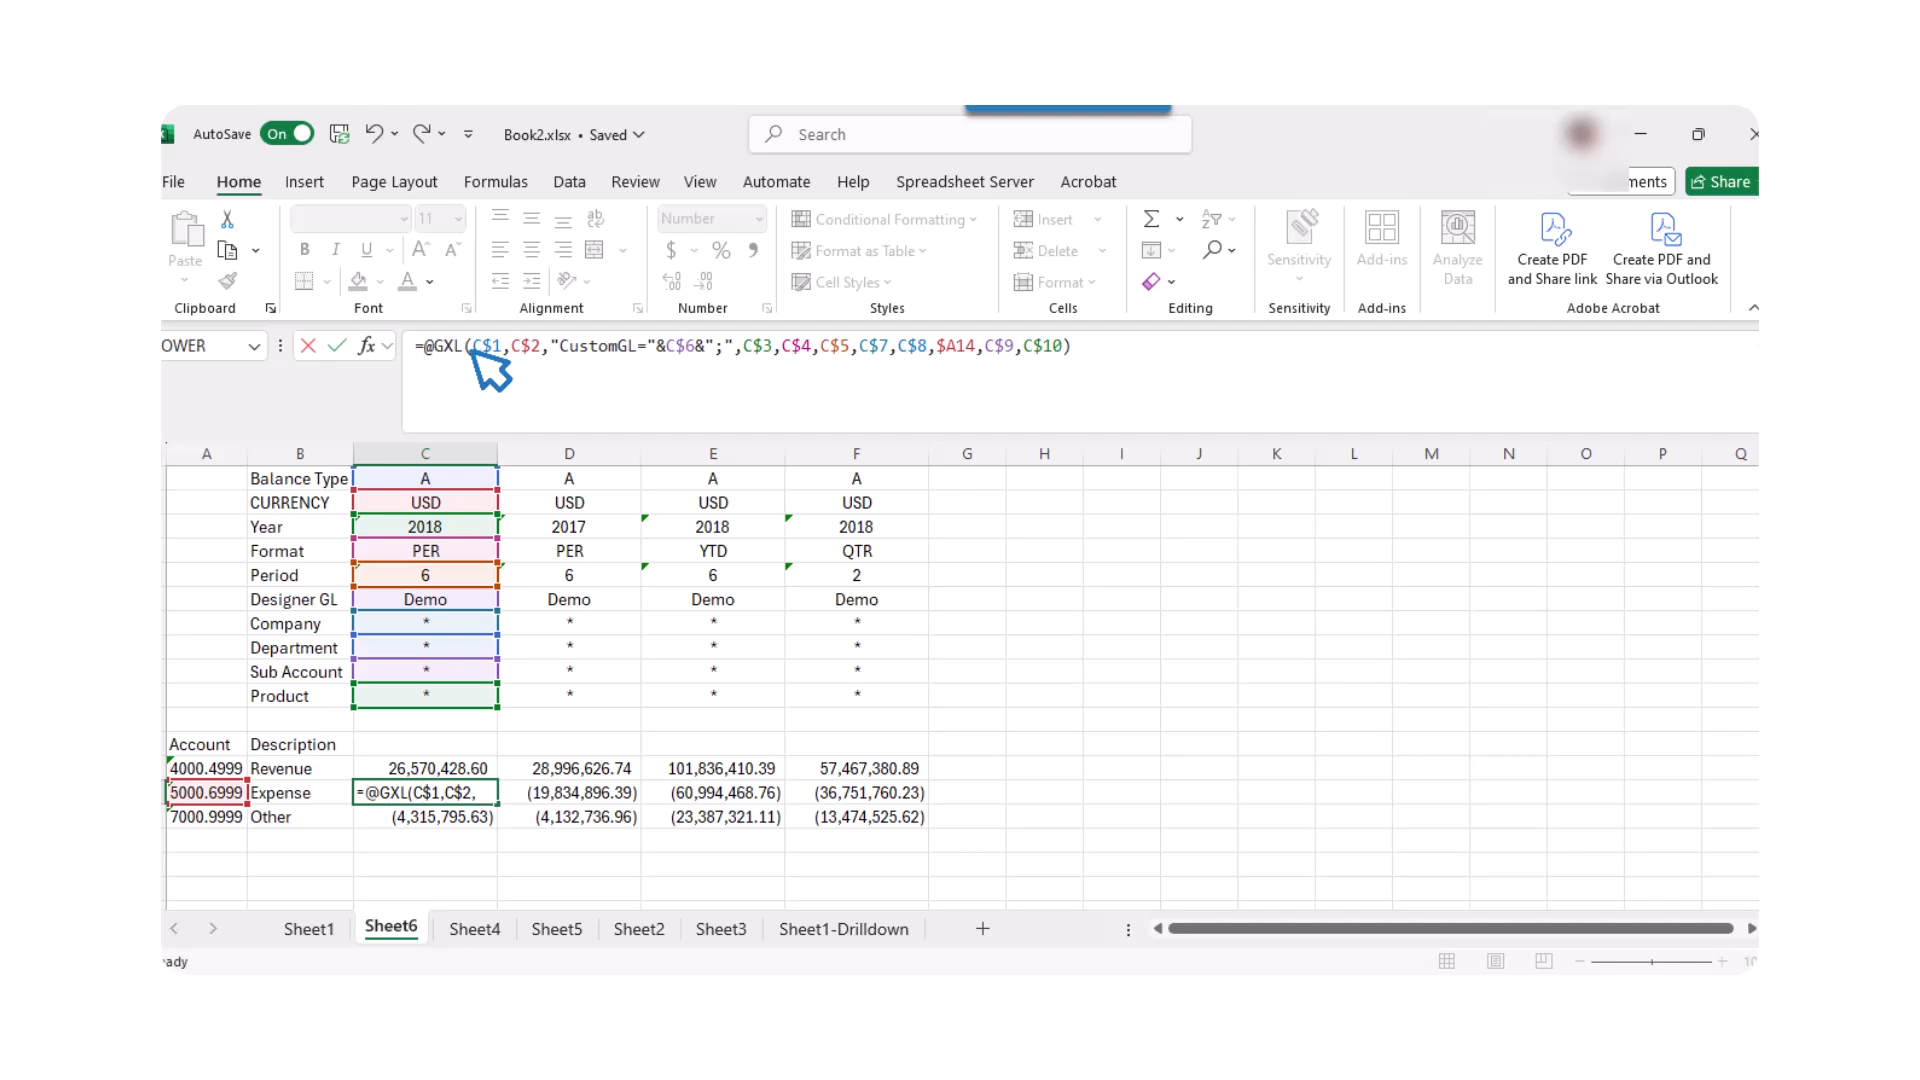 AutoSave On Book2.xlsx • Saved Search
File Home Insert Page Layout Formulas Data Review View Automate Help Spreadsheet Server Acrobat Share
11 ab Number Conditional Formatting Insert Σ
Paste B I U A A $ % Format as Table Delete Sensitivity Add-ins Analyze Data Create PDF and Share link Create PDF and Share via Outlook
A Cell Styles Format
Clipboard Font Alignment Number Styles Cells Editing Sensitivity Add-ins Adobe Acrobat
fx =@GXL(C$1,C$2,"CustomGL="&C$6&";",C$3,C$4,C$5,C$7,C$8,$A14,C$9,C$10)
A B C D E F G H I J K L M N O P Q
Balance Type A A A A
CURRENCY USD USD USD USD
Year 2018 2017 2018 2018
Format PER PER YTD QTR
Period 6 6 6 2
Designer GL Demo Demo Demo Demo
Company * * * *
Department * * * *
Sub Account * * * *
Product * * * *
Account Description
4000.4999 Revenue 26,570,428.60 28,996,626.74 101,836,410.39 57,467,380.89
5000.6999 Expense =@GXL(C$1,C$2, (19,834,896.39) (60,994,468.76) (36,751,760.23)
7000.9999 Other (4,315,795.63) (4,132,736.96) (23,387,321.11) (13,474,525.62)
Sheet1 Sheet6 Sheet4 Sheet5 Sheet2 Sheet3 Sheet1-Drilldown